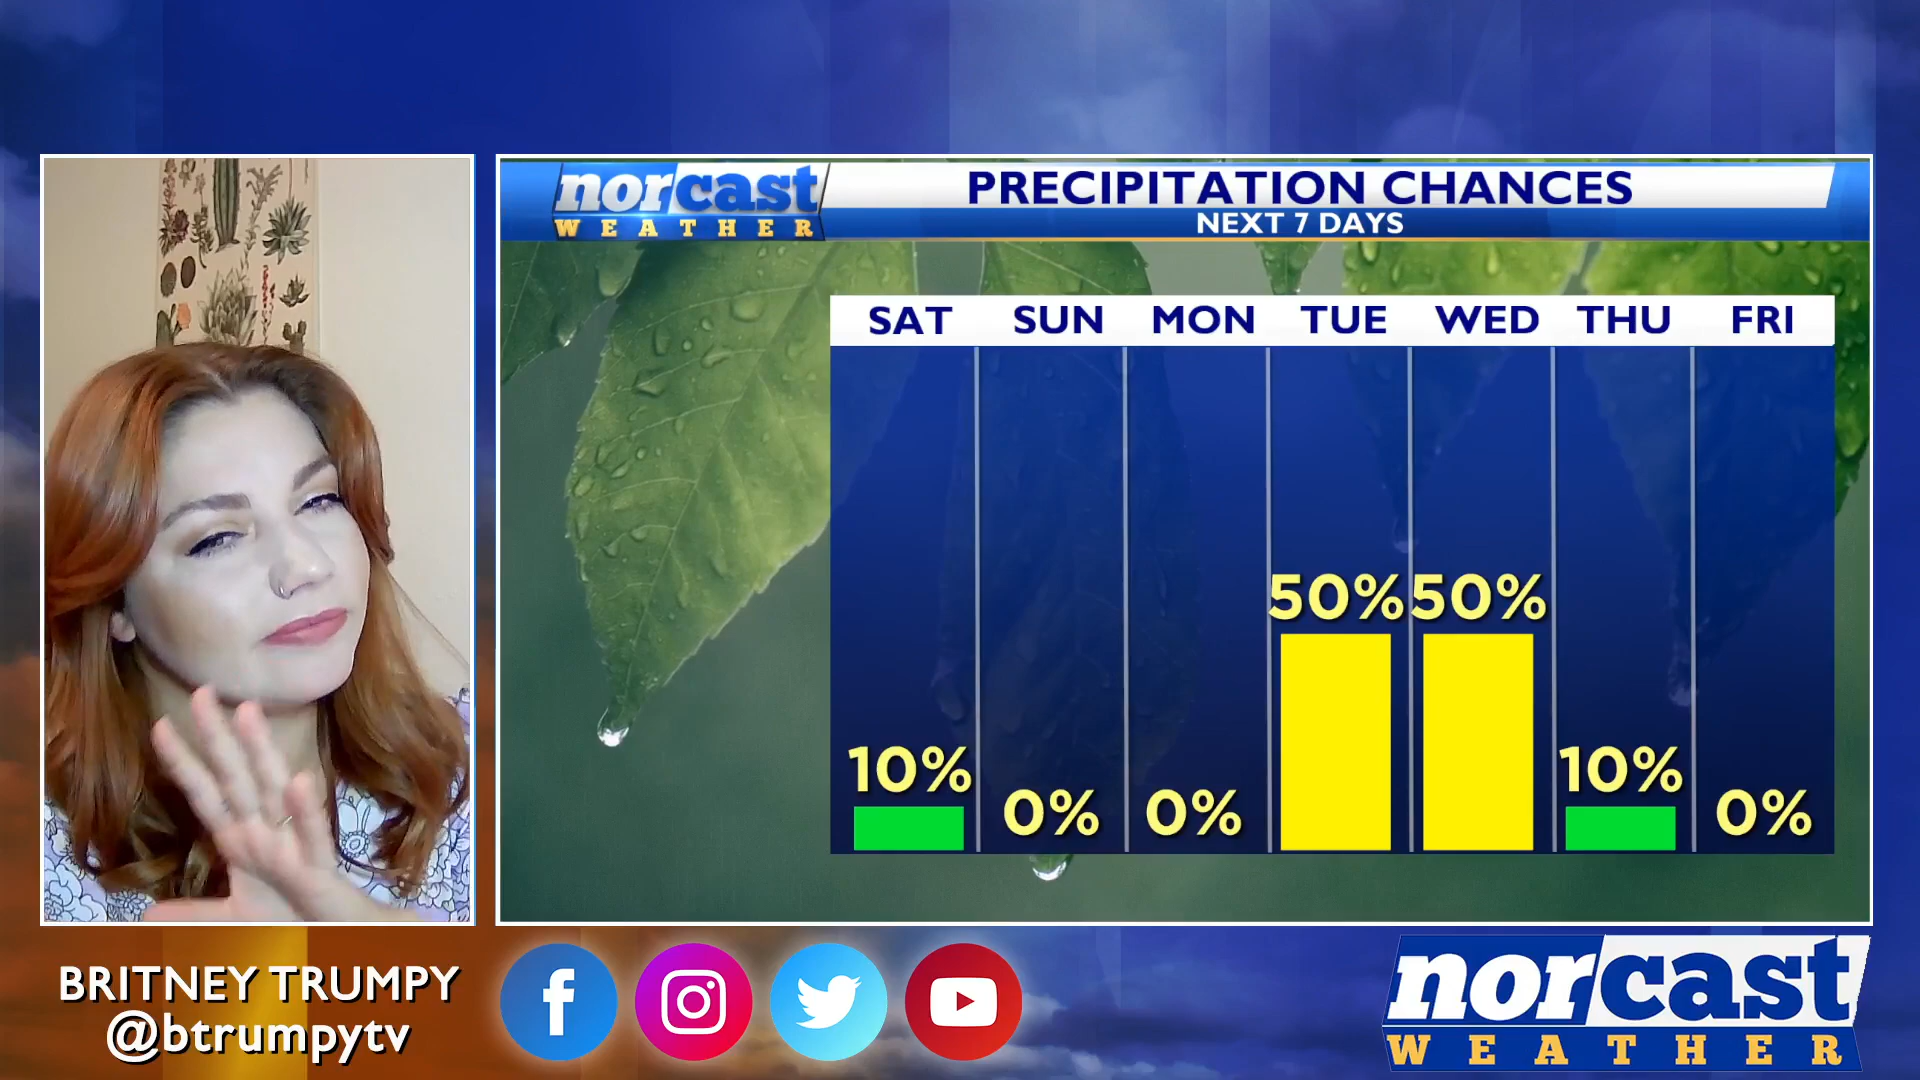 norcast
WEATHER
PRECIPITATION CHANCES
NEXT 7 DAYS
SAT SUN MON TUE WED THU FRI
10% 0% 0% 50% 50% 10% 0%
BRITNEY TRUMPY
@btrumpytv
norcast
WEATHER